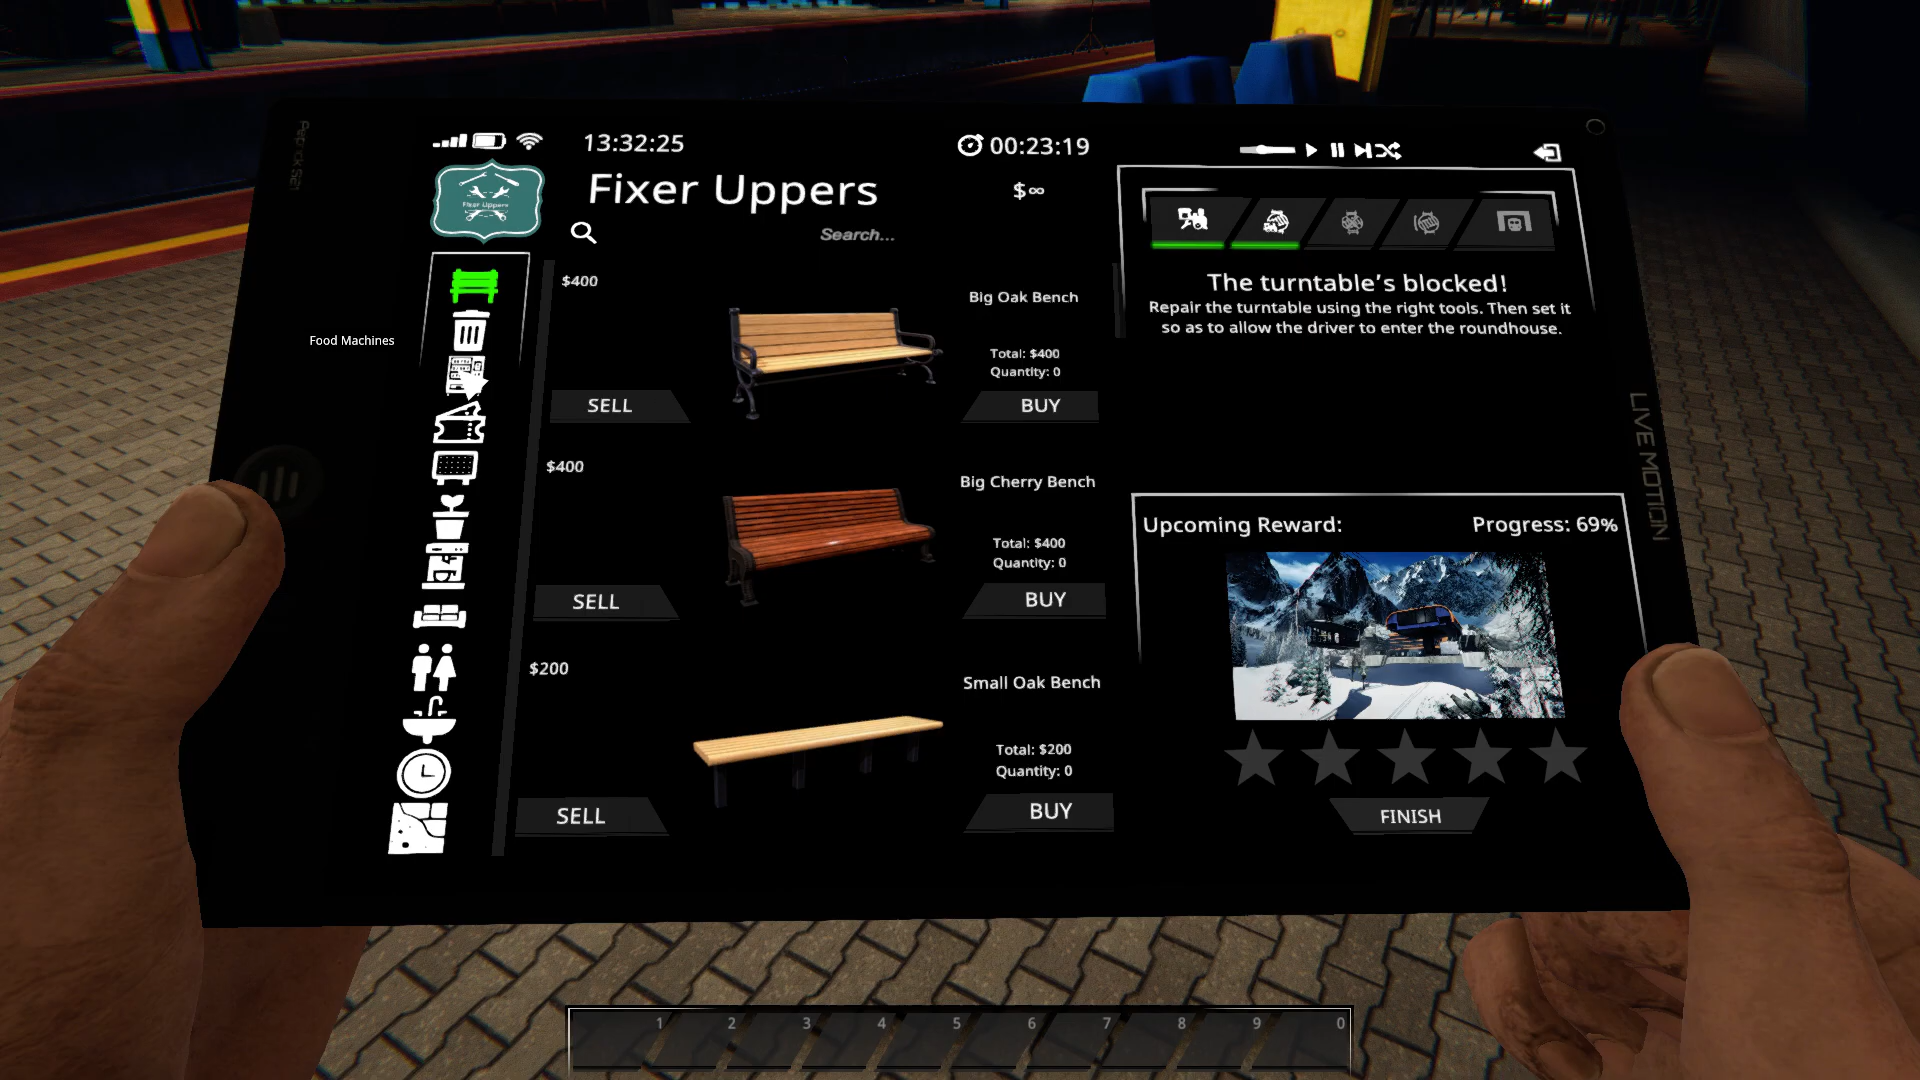 13:32:25
00:23:19
Fixer Uppers
$∞
Fixer Uppers
Search...
Food Machines
$400
Big Oak Bench
Total: $400
Quantity: 0
SELL
BUY
$400
Big Cherry Bench
Total: $400
Quantity: 0
SELL
BUY
$200
Small Oak Bench
Total: $200
Quantity: 0
SELL
BUY
The turntable's blocked!
Repair the turntable using the right tools. Then set it
so as to allow the driver to enter the roundhouse.
Upcoming Reward:
Progress: 69%
FINISH
LIVE MOTION
1 2 3 4 5 6 7 8 9 0